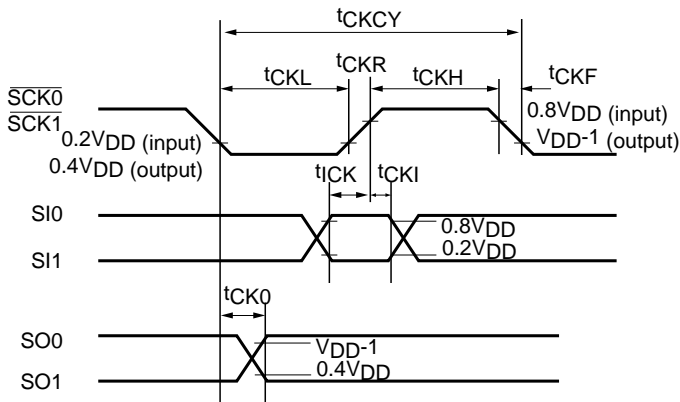 tCKCY
tCKR
tCKL
tCKH
tCKF
SCK0
SCK1
0.8VDD (input)
0.2VDD (input)
VDD-1 (output)
0.4VDD (output)
tICK
tCKI
SI0
0.8VDD
0.2VDD
SI1
tCK0
SO0
VDD-1
0.4VDD
SO1